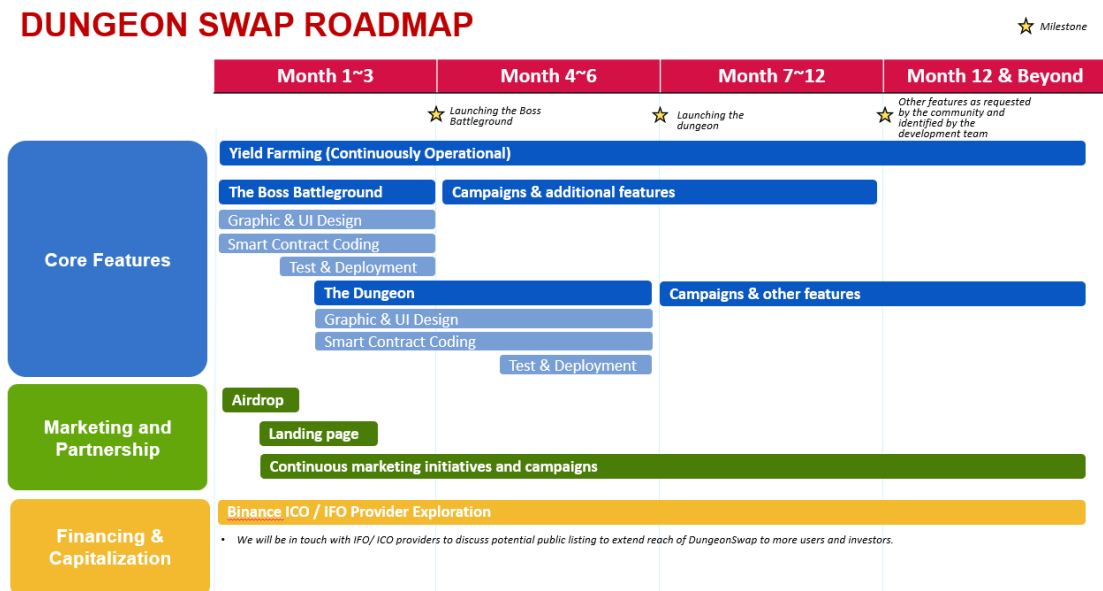 DUNGEON SWAP ROADMAP
Milestone
Month 1~3
Month 4~6
Month 7~12
Month 12 & Beyond
Launching the Boss
Battleground
Launching the
dungeon
Other features as requested
by the community and
identified by the
development team
Core Features
Yield Farming (Continuously Operational)
The Boss Battleground
Campaigns & additional features
Graphic & UI Design
Smart Contract Coding
Test & Deployment
The Dungeon
Campaigns & other features
Graphic & UI Design
Smart Contract Coding
Test & Deployment
Marketing and
Partnership
Airdrop
Landing page
Continuous marketing initiatives and campaigns
Financing &
Capitalization
Binance ICO / IFO Provider Exploration
• We will be in touch with IFO/ ICO providers to discuss potential public listing to extend reach of DungeonSwap to more users and investors.